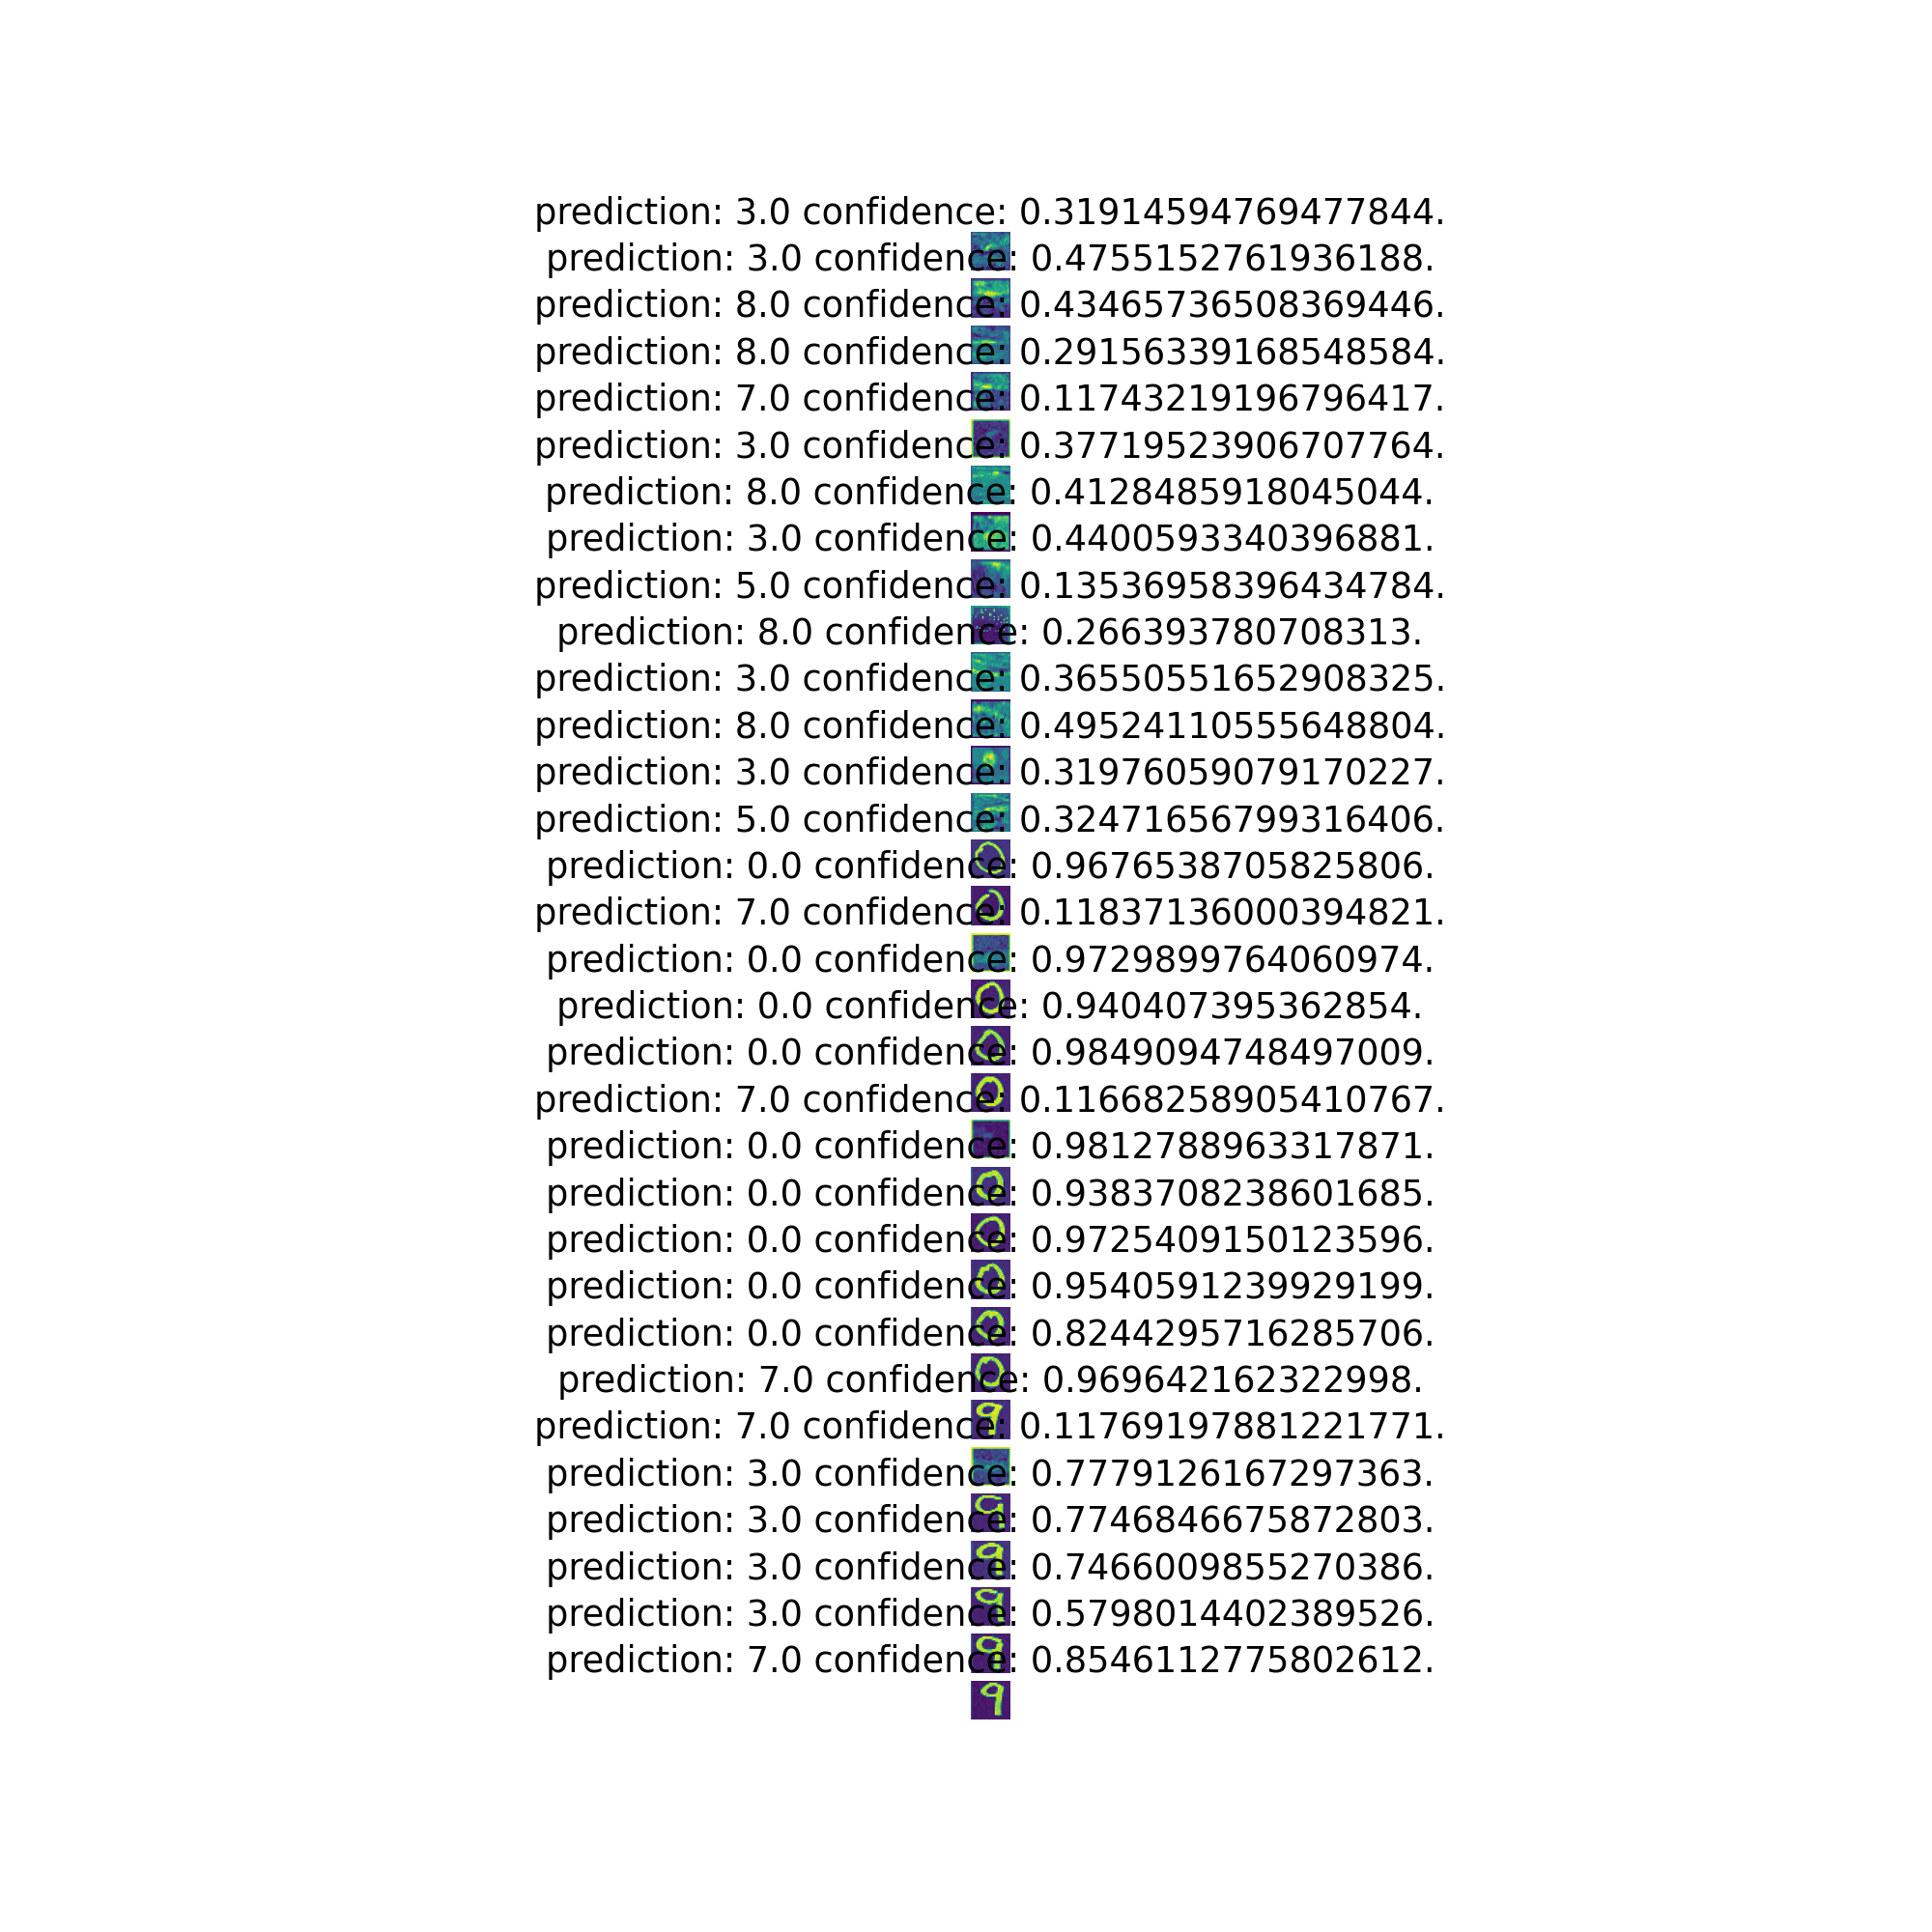 prediction: 3.0 confidence: 0.31914594769477844.
prediction: 3.0 confidence: 0.4755152761936188.
prediction: 8.0 confidence: 0.43465736508369446.
prediction: 8.0 confidence: 0.29156339168548584.
prediction: 7.0 confidence: 0.11743219196796417.
prediction: 3.0 confidence: 0.37719523906707764.
prediction: 8.0 confidence: 0.4128485918045044.
prediction: 3.0 confidence: 0.4400593340396881.
prediction: 5.0 confidence: 0.13536958396434784.
prediction: 8.0 confidence: 0.266393780708313.
prediction: 3.0 confidence: 0.36550551652908325.
prediction: 8.0 confidence: 0.49524110555648804.
prediction: 3.0 confidence: 0.31976059079170227.
prediction: 5.0 confidence: 0.32471656799316406.
prediction: 0.0 confidence: 0.9676538705825806.
prediction: 7.0 confidence: 0.11837136000394821.
prediction: 0.0 confidence: 0.9729899764060974.
prediction: 0.0 confidence: 0.940407395362854.
prediction: 0.0 confidence: 0.9849094748497009.
prediction: 7.0 confidence: 0.11668258905410767.
prediction: 0.0 confidence: 0.9812788963317871.
prediction: 0.0 confidence: 0.9383708238601685.
prediction: 0.0 confidence: 0.9725409150123596.
prediction: 0.0 confidence: 0.9540591239929199.
prediction: 0.0 confidence: 0.8244295716285706.
prediction: 7.0 confidence: 0.969642162322998.
prediction: 7.0 confidence: 0.11769197881221771.
prediction: 3.0 confidence: 0.7779126167297363.
prediction: 3.0 confidence: 0.7746846675872803.
prediction: 3.0 confidence: 0.7466009855270386.
prediction: 3.0 confidence: 0.5798014402389526.
prediction: 7.0 confidence: 0.8546112775802612.
9